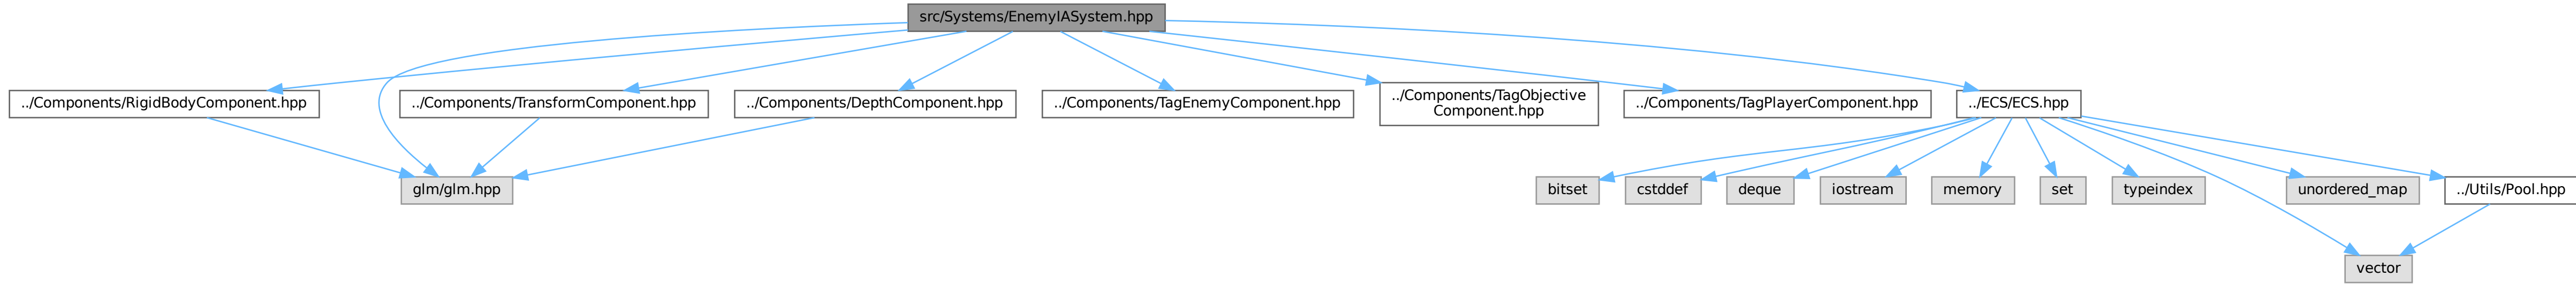 src/Systems/EnemyIASystem.hpp
../Components/RigidBodyComponent.hpp
../Components/TransformComponent.hpp
../Components/DepthComponent.hpp
../Components/TagEnemyComponent.hpp
../Components/TagObjective
Component.hpp
../Components/TagPlayerComponent.hpp
../ECS/ECS.hpp
glm/glm.hpp
bitset
cstddef
deque
iostream
memory
set
typeindex
unordered_map
../Utils/Pool.hpp
vector